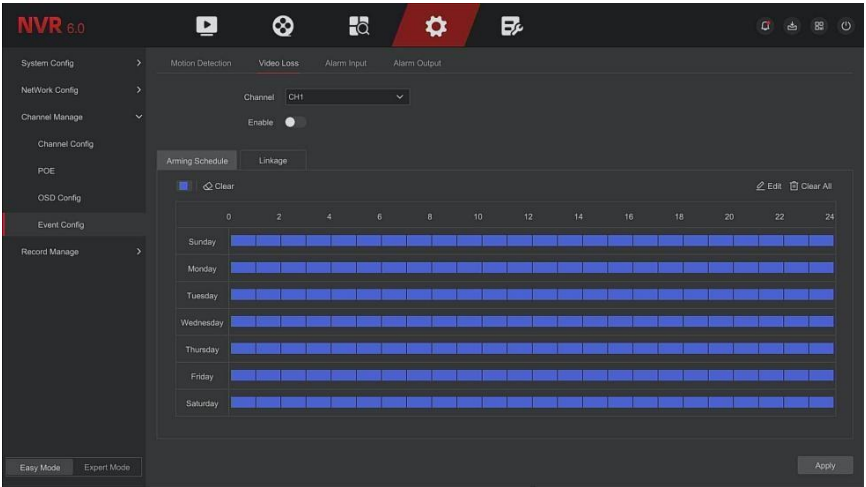 NVR 6.0
System Config
NetWork Config
Channel Manage
Channel Config
POE
OSD Config
Event Config
Record Manage
Easy Mode Expert Mode
Motion Detection Video Loss Alarm Input Alarm Output
Channel CH1
Enable
Arming Schedule Linkage
Clear Edit Clear All
0 2 4 6 8 10 12 14 16 18 20 22 24
Sunday
Monday
Tuesday
Wednesday
Thursday
Friday
Saturday
Apply